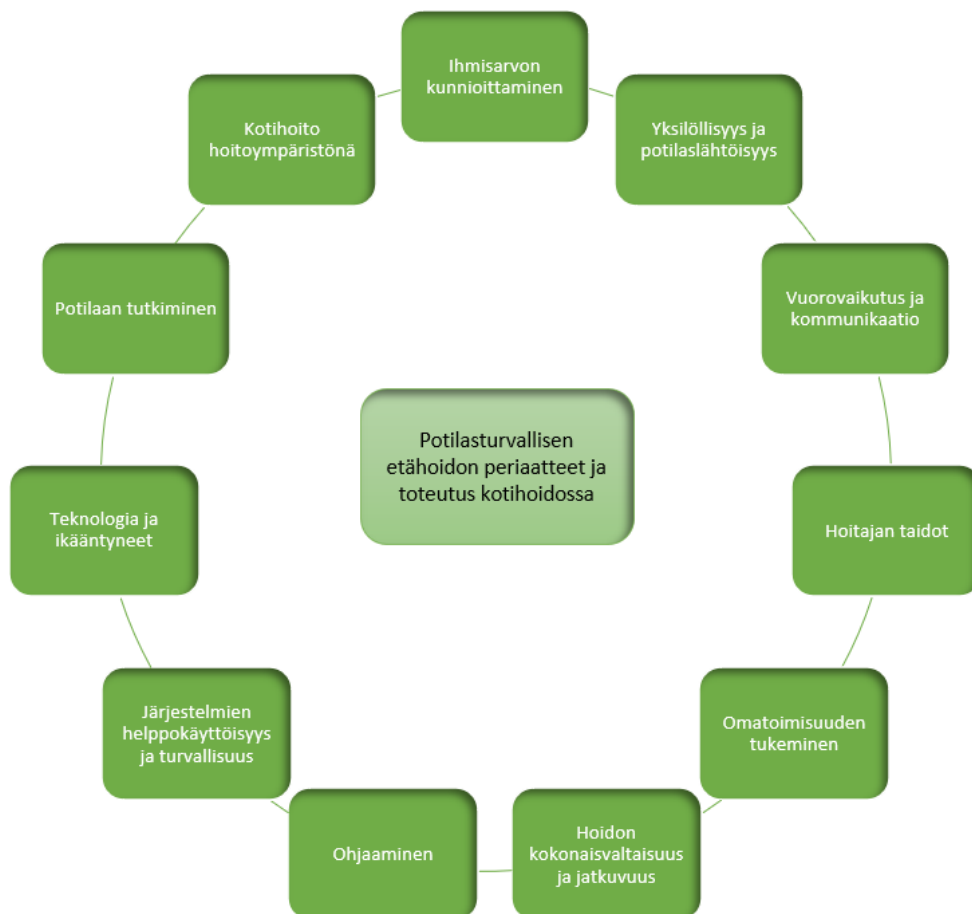 Ihmisarvon
kunnioittaminen
Yksilöllisyys ja
potilaslähtöisyys
Vuorovaikutus ja
kommunikaatio
Hoitajan taidot
Omatoimisuuden
tukeminen
Hoidon
kokonaisvaltaisuus
ja jatkuvuus
Ohjaaminen
Järjestelmien
helppokäyttöisyys
ja turvallisuus
Teknologia ja
ikääntyneet
Potilaan tutkiminen
Kotihoito
hoitoympäristönä
Potilasturvallisen
etähoidon periaatteet ja
toteutus kotihoidossa